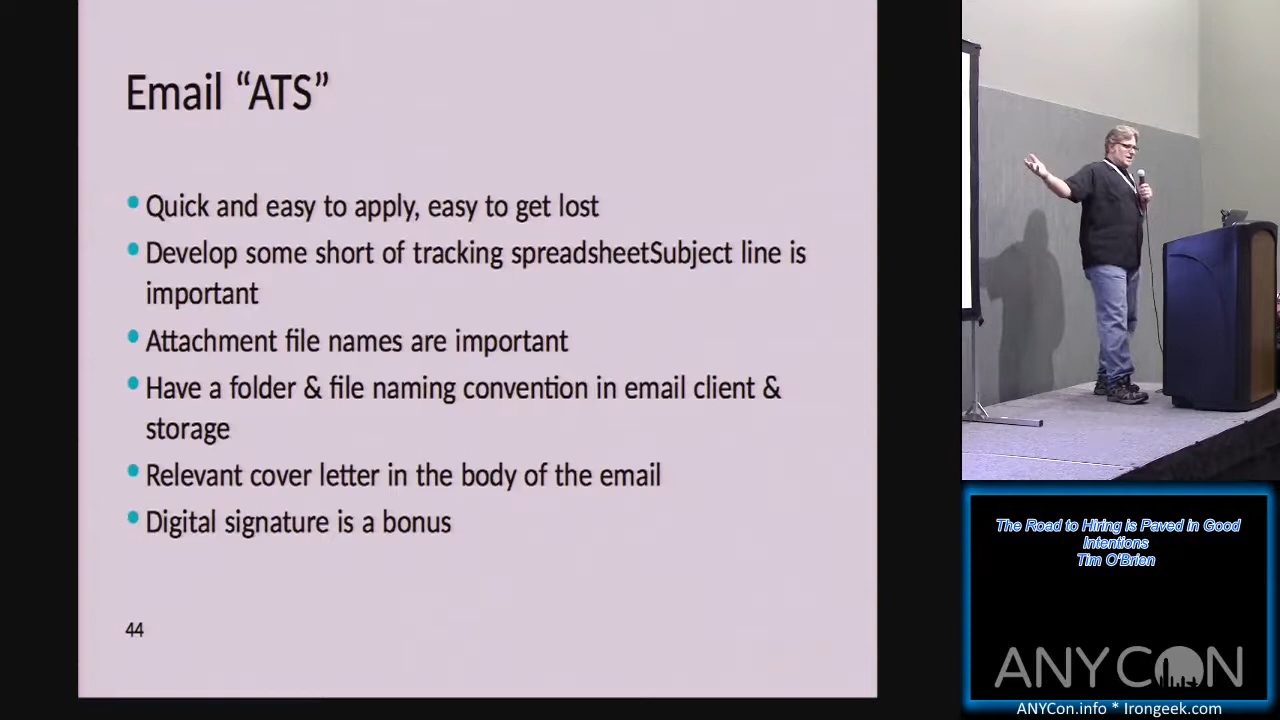 Email “ATS”
• Quick and easy to apply, easy to get lost
• Develop some short of tracking spreadsheetSubject line is
important
• Attachment file names are important
• Have a folder & file naming convention in email client &
storage
• Relevant cover letter in the body of the email
• Digital signature is a bonus
44
The Road to Hiring is Paved in Good
Intentions
Tim O'Brien
ANYCON
ANYCon.info * Irongeek.com